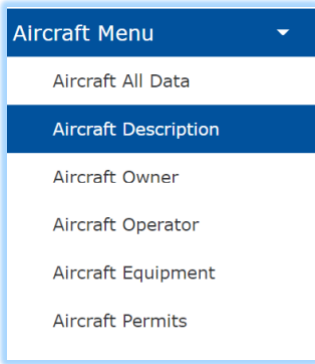 Aircraft Menu
Aircraft All Data
Aircraft Description
Aircraft Owner
Aircraft Operator
Aircraft Equipment
Aircraft Permits